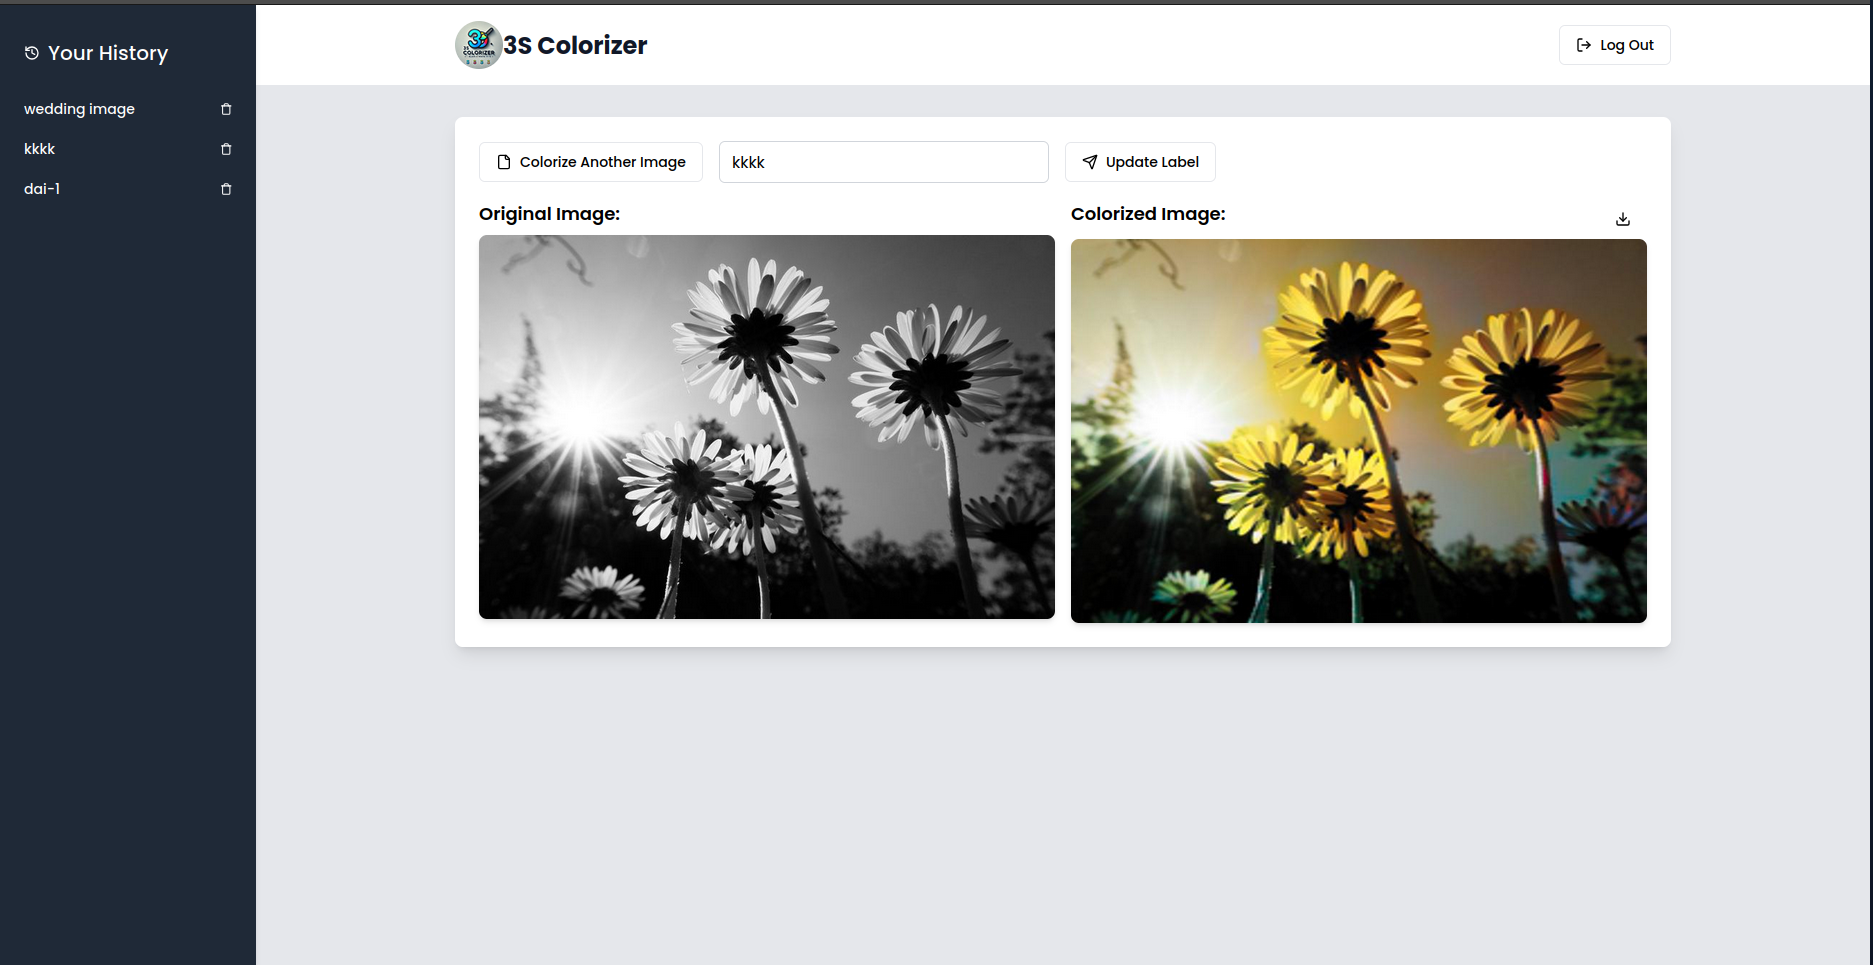 Your History
wedding image
kkkk
dai-1
3S
COLORIZER
3S Colorizer
Log Out
Colorize Another Image
kkkk
Update Label
Original Image:
Colorized Image: